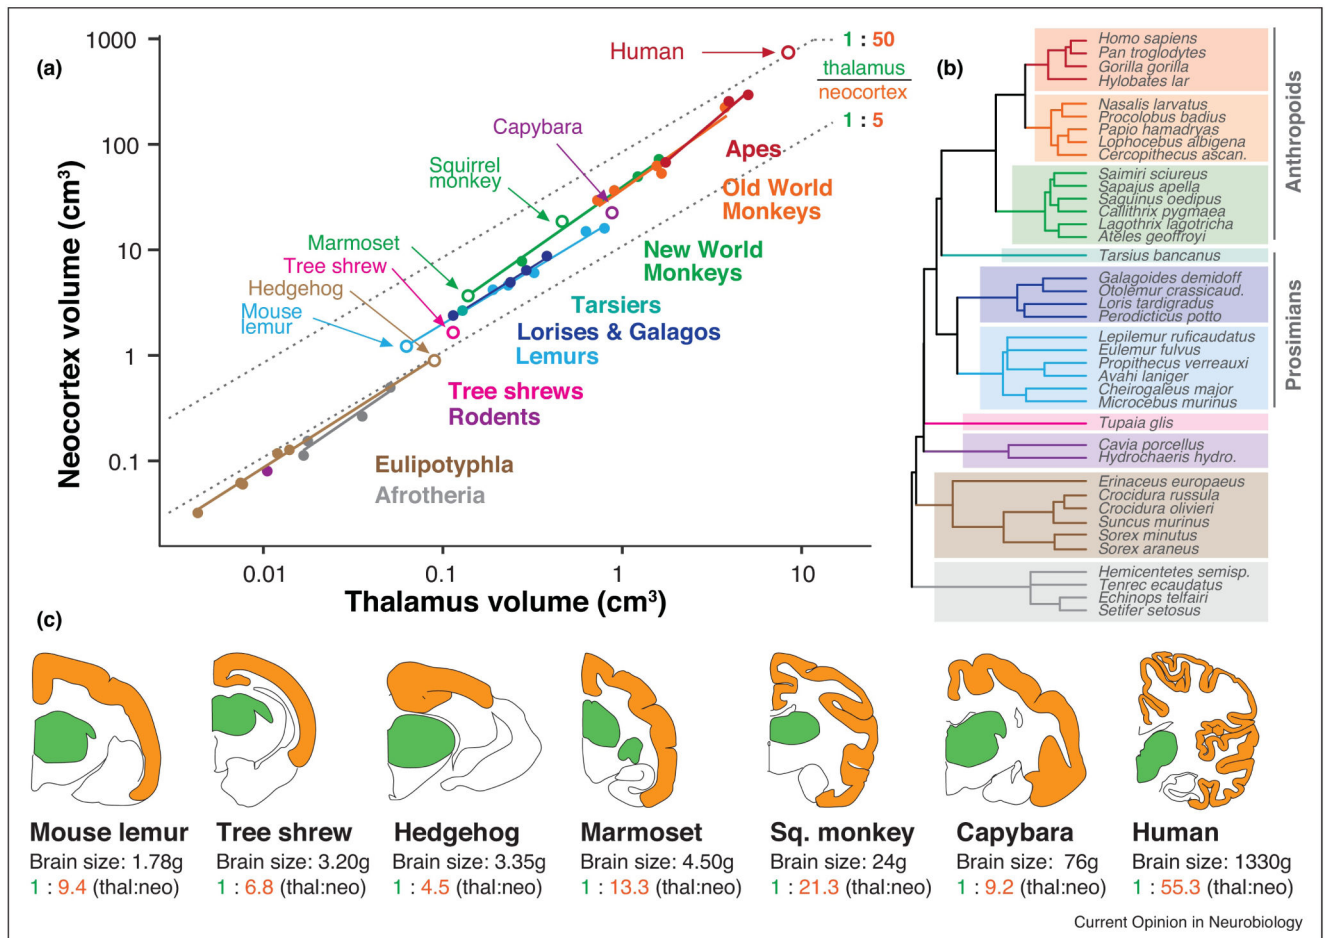 (a)
1000
100
10
1
0.1
Neocortex volume (cm³)
0.01
0.1
1
10
Thalamus volume (cm³)
Human
1 : 50
thalamus
neocortex
1 : 5
Capybara
Squirrel
monkey
Marmoset
Tree shrew
Hedgehog
Mouse
lemur
Apes
Old World
Monkeys
New World
Monkeys
Tarsiers
Lorises & Galagos
Lemurs
Tree shrews
Rodents
Eulipotyphla
Afrotheria
(b)
Homo sapiens
Pan troglodytes
Gorilla gorilla
Hylobates lar
Nasalis larvatus
Procolobus badius
Papio hamadryas
Lophocebus albigena
Cercopithecus ascan.
Saimiri sciureus
Sapajus apella
Saguinus oedipus
Callithrix pygmaea
Lagothrix lagotricha
Ateles geoffroyi
Tarsius bancanus
Galagoides demidoff
Otolemur crassicaud.
Loris tardigradus
Perodicticus potto
Lepilemur ruficaudatus
Eulemur fulvus
Propithecus verreauxi
Avahi laniger
Cheirogaleus major
Microcebus murinus
Tupaia glis
Cavia porcellus
Hydrochaeris hydro.
Erinaceus europaeus
Crocidura russula
Crocidura olivieri
Suncus murinus
Sorex minutus
Sorex araneus
Hemicentetes semisp.
Tenrec ecaudatus
Echinops telfairi
Setifer setosus
Anthropoids
Prosimians
(c)
Mouse lemur
Brain size: 1.78g
1 : 9.4 (thal:neo)
Tree shrew
Brain size: 3.20g
1 : 6.8 (thal:neo)
Hedgehog
Brain size: 3.35g
1 : 4.5 (thal:neo)
Marmoset
Brain size: 4.50g
1 : 13.3 (thal:neo)
Sq. monkey
Brain size: 24g
1 : 21.3 (thal:neo)
Capybara
Brain size: 76g
1 : 9.2 (thal:neo)
Human
Brain size: 1330g
1 : 55.3 (thal:neo)
Current Opinion in Neurobiology